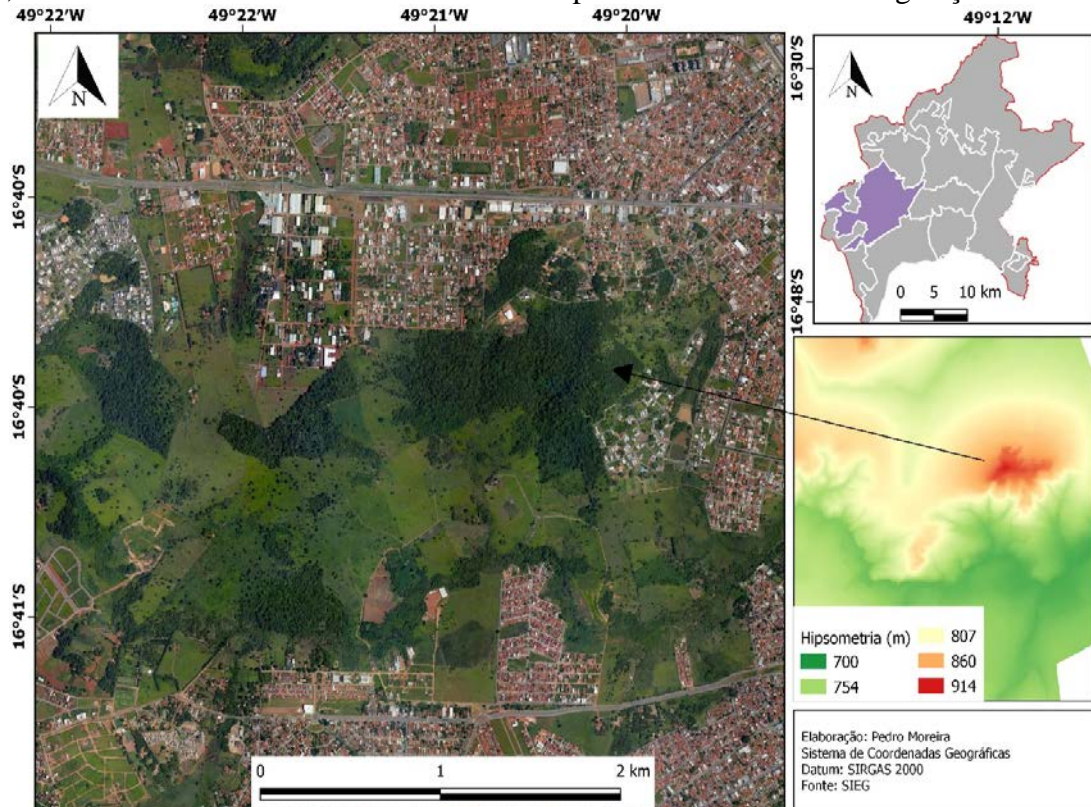 49°22'W 49°21'W 49°20'W
N
16°40'S
16°40'S
16°41'S
0 1 2 km
49°12'W
N
16°30'S
16°48'S
0 5 10 km
Hipsometria (m)
700
754
807
860
914
Elaboração: Pedro Moreira
Sistema de Coordenadas Geográficas
Datum: SIRGAS 2000
Fonte: SIEG